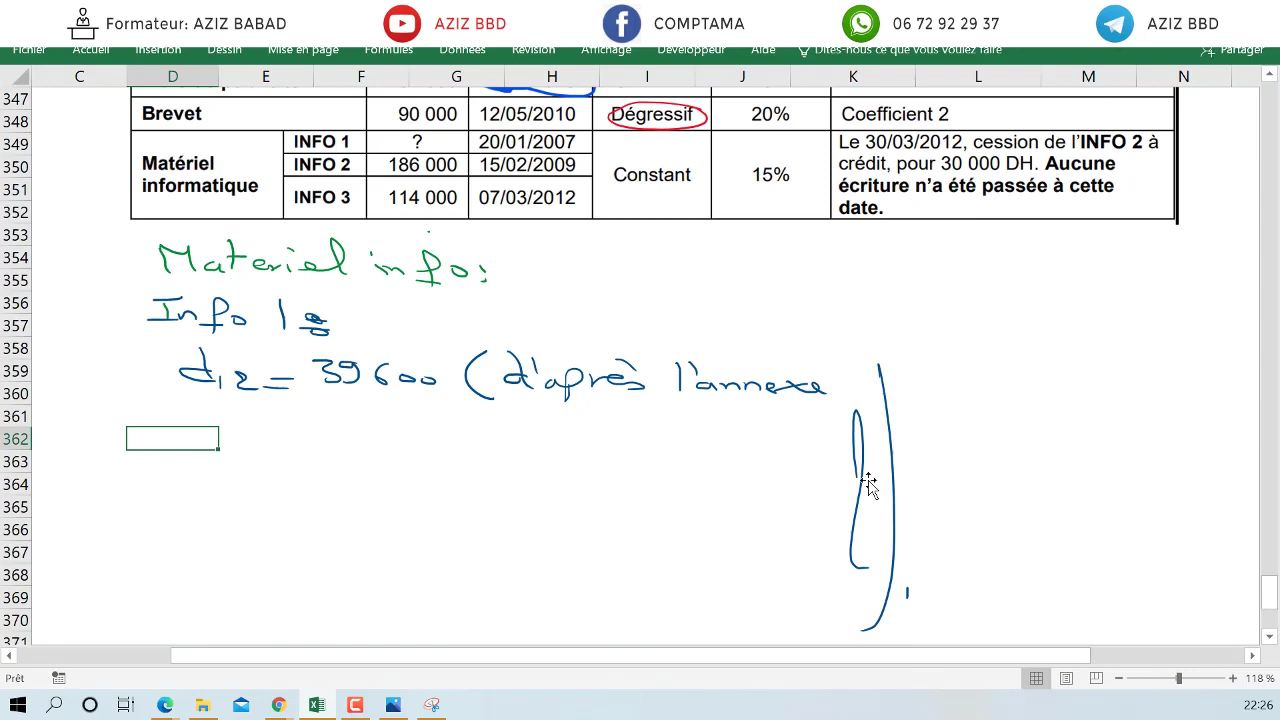 Formateur: AZIZ BABAD
AZIZ BBD
COMPTAMA
06 72 92 29 37
AZIZ BBD
Fichier Accueil Insertion Dessin Mise en page Formules Données Révision Affichage Développeur Aide Dites-nous ce que vous voulez faire Partager
C D E F G H I J K L M N
347
348 Brevet 90 000 12/05/2010 Dégressif 20% Coefficient 2
349 INFO 1 ? 20/01/2007 Le 30/03/2012, cession de l'INFO 2 à
350 Matériel INFO 2 186 000 15/02/2009 Constant 15% crédit, pour 30 000 DH. Aucune
351 informatique INFO 3 114 000 07/03/2012 écriture n'a été passée à cette
352 date.
353
354 Materiel info:
355
356 Info 1
357
358
359 d12 = 39 600 (d'après l'annexe
360
361
362
363
364
365
366
367
368
369
370
371
Prêt
118 %
22:26